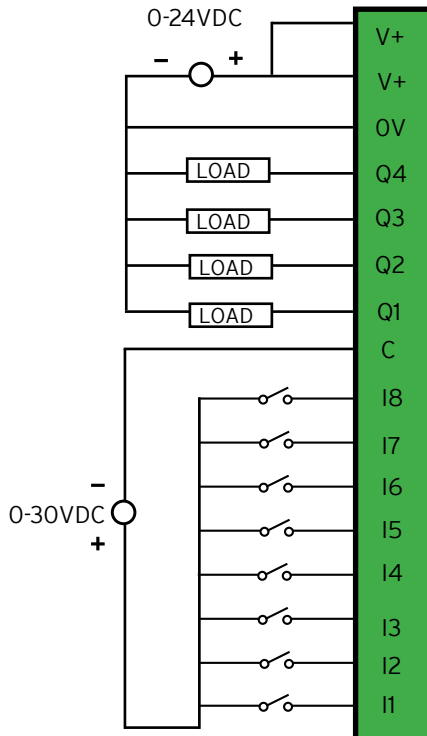 0-24VDC
− +
V+
V+
0V
LOAD Q4
LOAD Q3
LOAD Q2
LOAD Q1
C
I8
I7
− I6
0-30VDC I5
+
I4
I3
I2
I1